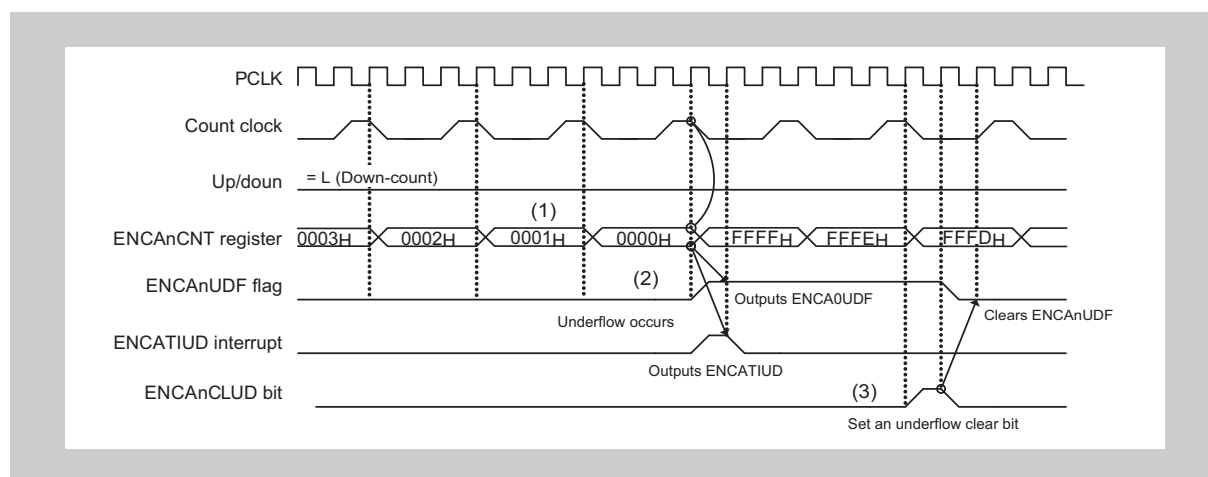 PCLK
Count clock
Up/doun = L (Down-count)
(1)
ENCAnCNT register 0003H 0002H 0001H 0000H FFFFH FFFEH FFFDH
ENCAnUDF flag (2)
Outputs ENCA0UDF
Clears ENCAnUDF
Underflow occurs
ENCATIUD interrupt
Outputs ENCATIUD
ENCAnCLUD bit (3)
Set an underflow clear bit